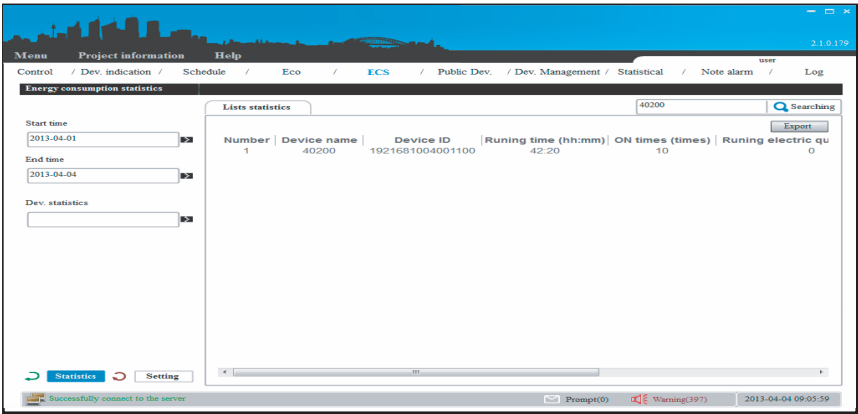 2.1.0.179
Menu Project information Help
user
Control / Dev. indication / Schedule / Eco / ECS / Public Dev. / Dev. Management / Statistical / Note alarm / Log
Energy consumption statistics
Lists statistics
40200 Searching
Export
Start time
2013-04-01
End time
2013-04-04
Dev. statistics
Number Device name Device ID Runing time (hh:mm) ON times (times) Runing electric qu
1 40200 1921681004001100 42:20 10 0
Statistics Setting
Successfully connect to the server Prompt(0) Warning(397) 2013-04-04 09:05:59